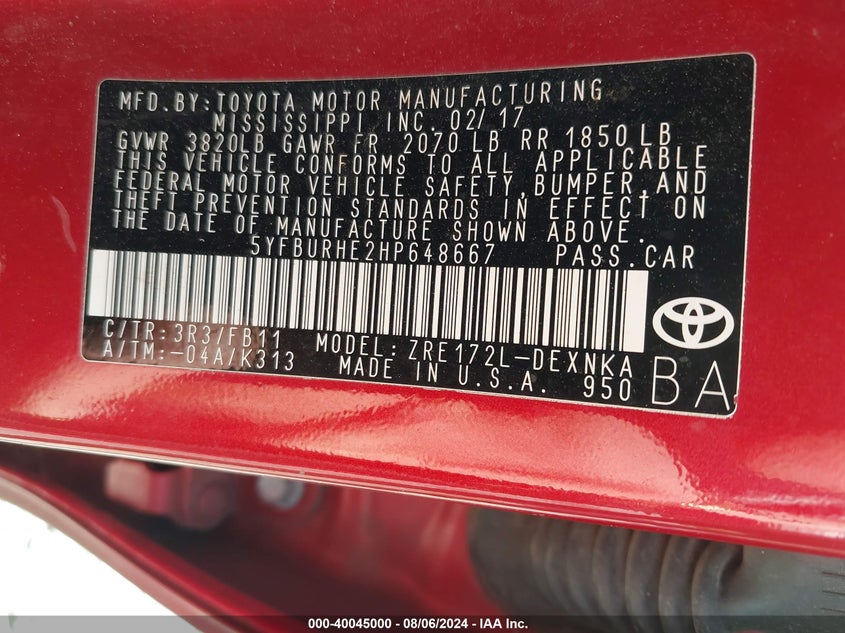 MFD.BY:TOYOTA MOTOR MANUFACTURING
MISSISSIPPI INC. 02/17
GVWR 3820LB GAWR FR 2070 LB RR 1850 LB
THIS VEHICLE CONFORMS TO ALL APPLICABLE
FEDERAL MOTOR VEHICLE SAFETY,BUMPER,AND
THEFT PREVENTION STANDARDS IN EFFECT ON
THE DATE OF MANUFACTURE SHOWN ABOVE.
5YFBURHE2HP648667 PASS.CAR
C/TR:3R3/FB11 MODEL:ZRE172L-DEXNKA
A/TM:-04A/K313 MADE IN U.S.A. 950 BA
000-40045000 - 08/06/2024 - IAA Inc.